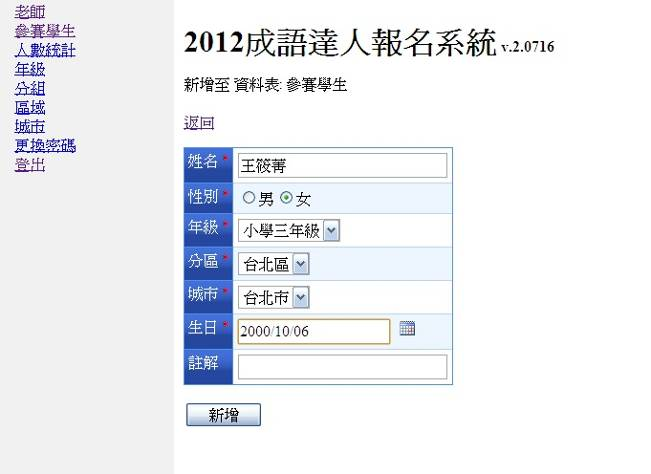 老師
參賽學生
人數統計
年級
分組
區域
城市
更換密碼
登出
2012成語達人報名系統 v.2.0716
新增至 資料表: 參賽學生
返回
姓名 * 王筱菁
性別 * 男 女
年級 * 小學三年級
分區 * 台北區
城市 * 台北市
生日 * 2000/10/06
註解
新增